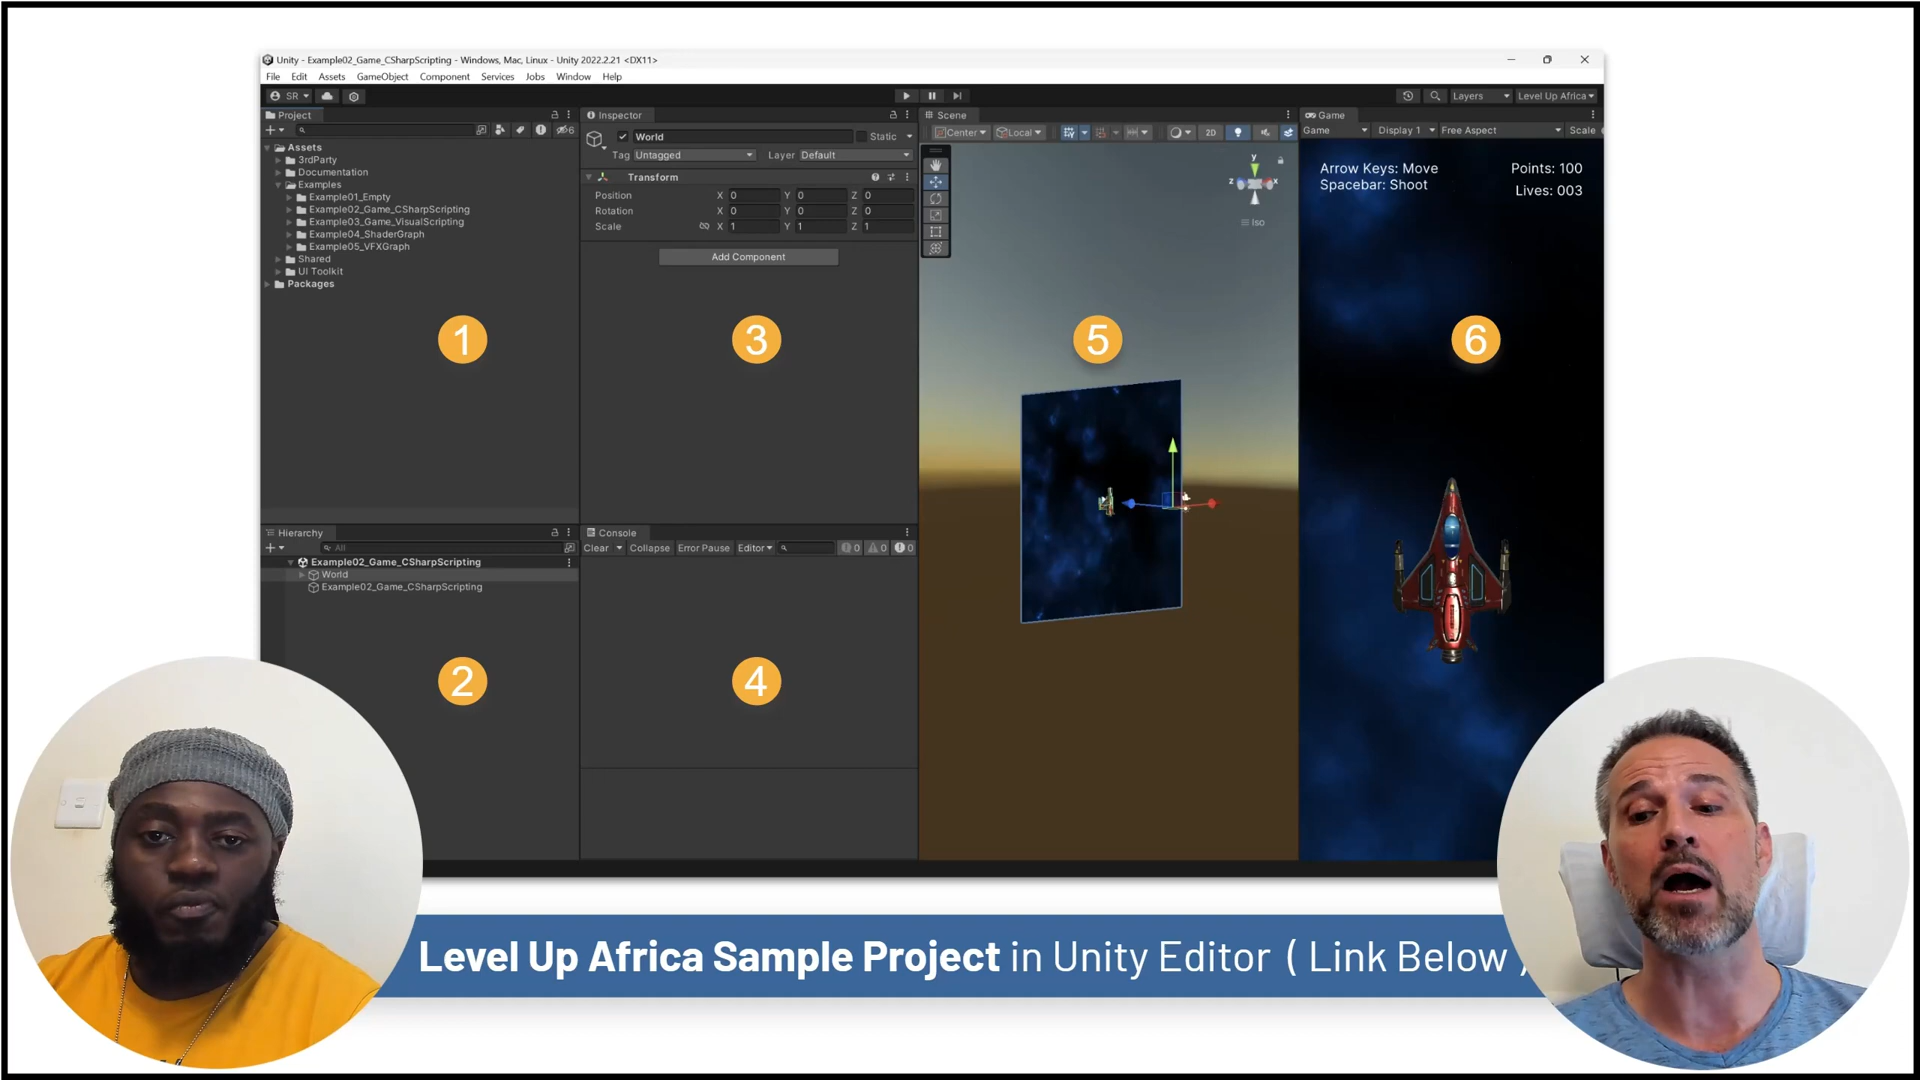 Unity - Example02_Game_CSharpScripting - Windows, Mac, Linux - Unity 2022.2.21 <DX11>
File Edit Assets GameObject Component Services Jobs Window Help
SR
Layers
Level Up Africa
Project
6
Assets
3rdParty
Documentation
Examples
Example01_Empty
Example02_Game_CSharpScripting
Example03_Game_VisualScripting
Example04_ShaderGraph
Example05_VFXGraph
Shared
UI Toolkit
Packages
1
Inspector
World
Static
Tag Untagged
Layer Default
Transform
Position X 0 Y 0 Z 0
Rotation X 0 Y 0 Z 0
Scale X 1 Y 1 Z 1
Add Component
3
Scene
Center
Local
2D
y
z x
Iso
5
Game
Game Display 1 Free Aspect Scale
Arrow Keys: Move
Spacebar: Shoot
Points: 100
Lives: 003
6
Hierarchy
All
Example02_Game_CSharpScripting
World
Example02_Game_CSharpScripting
2
Console
Clear Collapse Error Pause Editor 0 0 0
4
Level Up Africa Sample Project in Unity Editor ( Link Below )